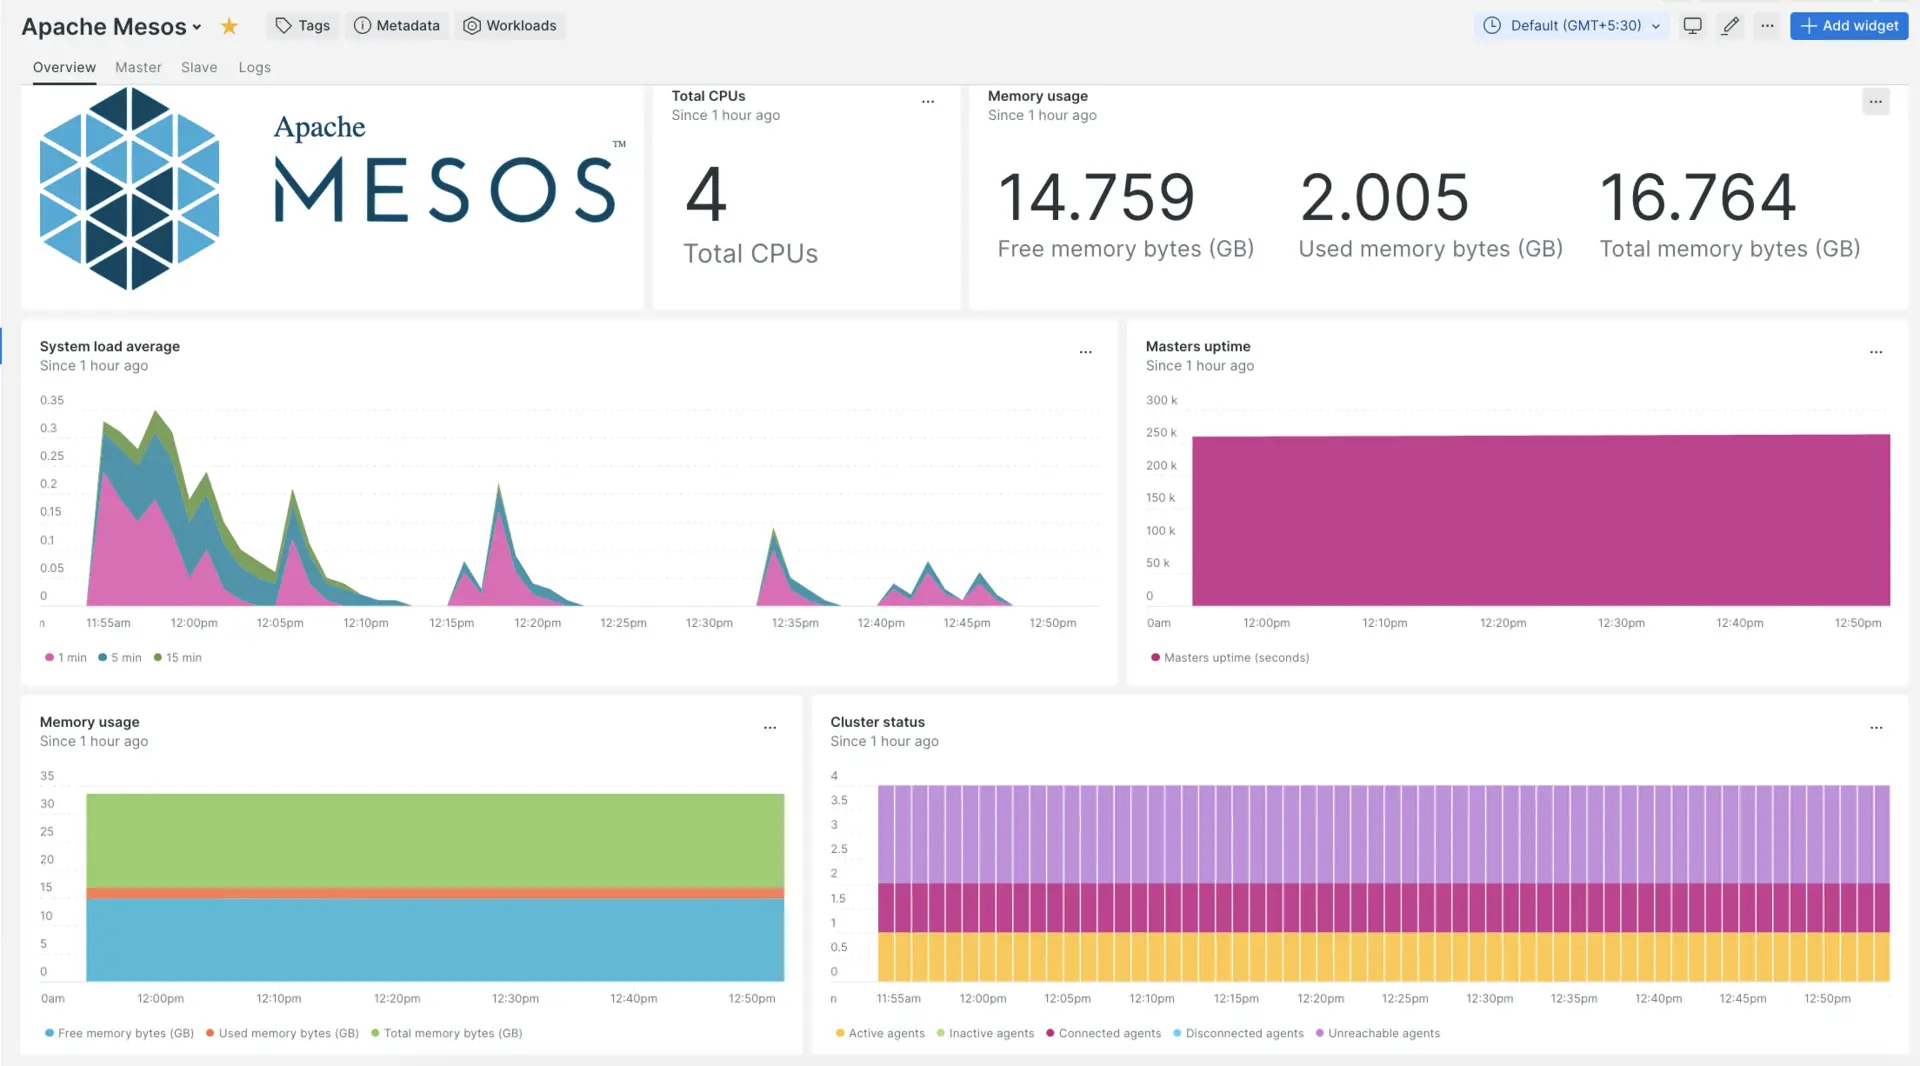 Apache Mesos
Tags
Metadata
Workloads
Default (GMT+5:30)
Add widget
Overview
Master
Slave
Logs
Apache
MESOS
TM
Total CPUs
Since 1 hour ago
4
Total CPUs
Memory usage
Since 1 hour ago
14.759
2.005
16.764
Free memory bytes (GB)
Used memory bytes (GB)
Total memory bytes (GB)
System load average
Since 1 hour ago
0.35
0.3
0.25
0.2
0.15
0.1
0.05
0
n
11:55am
12:00pm
12:05pm
12:10pm
12:15pm
12:20pm
12:25pm
12:30pm
12:35pm
12:40pm
12:45pm
12:50pm
1 min
5 min
15 min
Masters uptime
Since 1 hour ago
300 k
250 k
200 k
150 k
100 k
50 k
0
0am
12:00pm
12:10pm
12:20pm
12:30pm
12:40pm
12:50pm
Masters uptime (seconds)
Memory usage
Since 1 hour ago
35
30
25
20
15
10
5
0
0am
12:00pm
12:10pm
12:20pm
12:30pm
12:40pm
12:50pm
Free memory bytes (GB)
Used memory bytes (GB)
Total memory bytes (GB)
Cluster status
Since 1 hour ago
4
3.5
3
2.5
2
1.5
1
0.5
0
n
11:55am
12:00pm
12:05pm
12:10pm
12:15pm
12:20pm
12:25pm
12:30pm
12:35pm
12:40pm
12:45pm
12:50pm
Active agents
Inactive agents
Connected agents
Disconnected agents
Unreachable agents